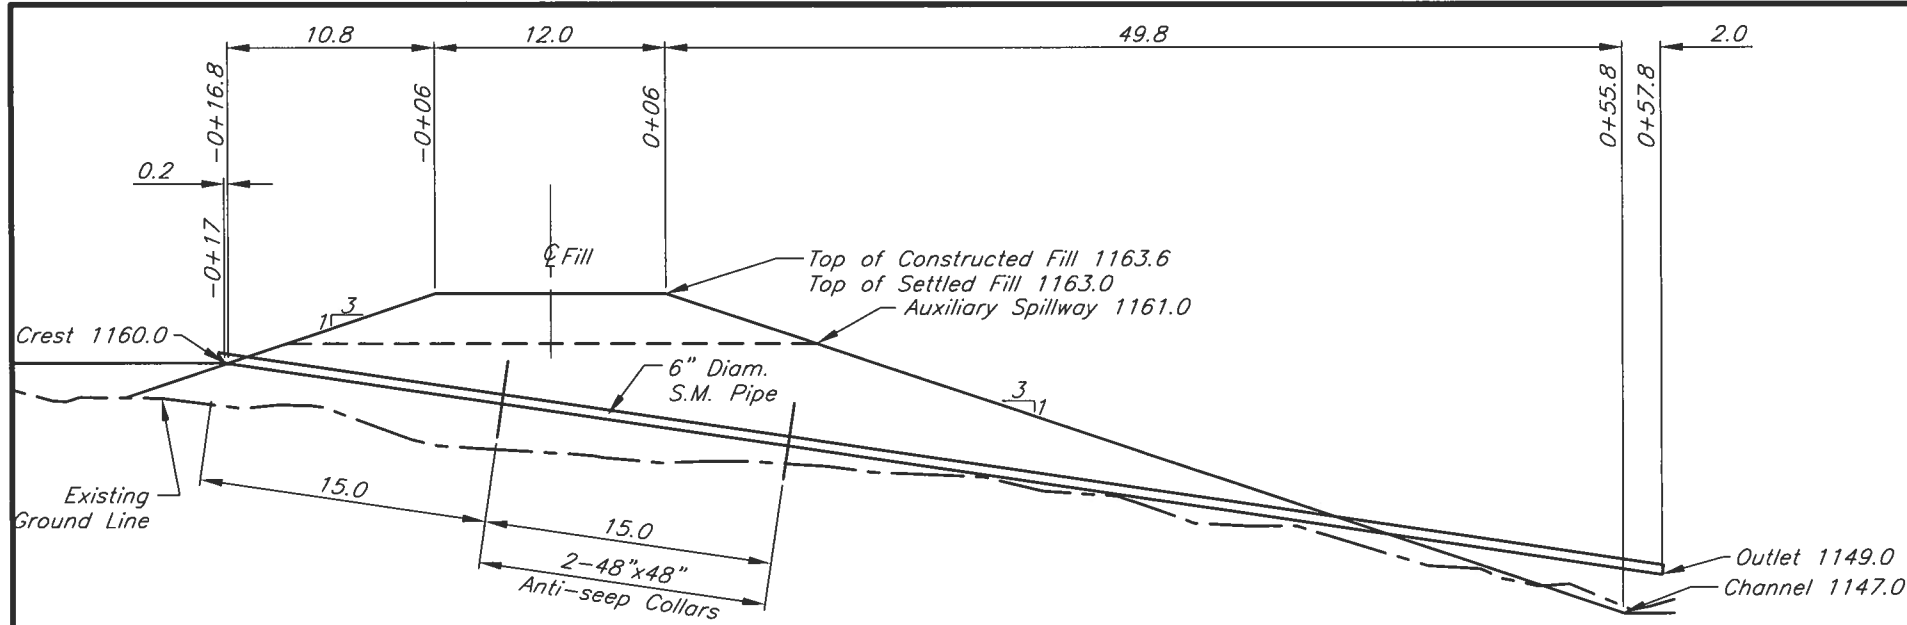 10.8
12.0
49.8
2.0
-0+16.8
-0+06
0+06
0+55.8
0+57.8
0.2
-0+17
℄ Fill
Top of Constructed Fill 1163.6
Top of Settled Fill 1163.0
Auxiliary Spillway 1161.0
3
1
Crest 1160.0
6" Diam.
S.M. Pipe
3
1
Existing
Ground Line
15.0
15.0
2-48"x48"
Anti-seep Collars
Outlet 1149.0
Channel 1147.0